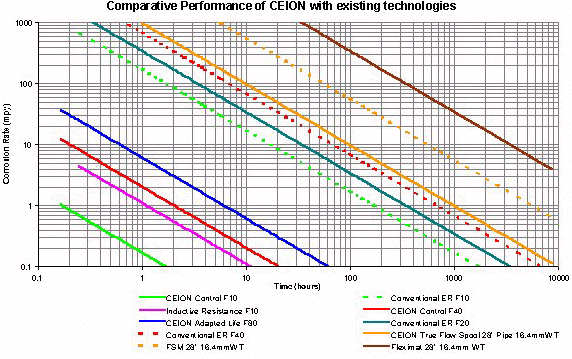 Comparative Performance of CEION with existing technologies
Corrosion Rate (mpy)
1000
100
10
1
0.1
0.1 1 10 100 1000 10000
Time (hours)
CEION Control F10 Conventional ER F10
Inductive Resistance F10 CEION Control F40
CEION Adapted Life F80 Conventional ER F20
Conventional ER F40 CEION True Flow Spool 28' Pipe 16.4mmWT
FSM 28' 16.4mmWT Fleximat 28' 16.4mmWT